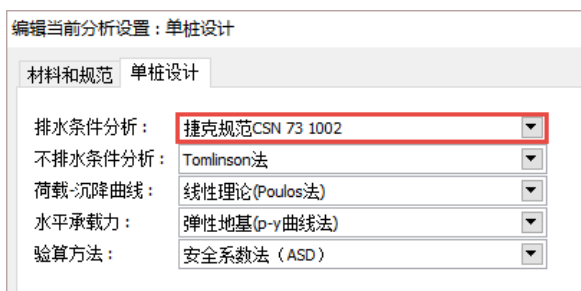 编辑当前分析设置：单桩设计
材料和规范 单桩设计
排水条件分析： 捷克规范CSN 73 1002
不排水条件分析： Tomlinson法
荷载-沉降曲线： 线性理论(Poulos法)
水平承载力： 弹性地基(p-y曲线法)
验算方法： 安全系数法（ASD）